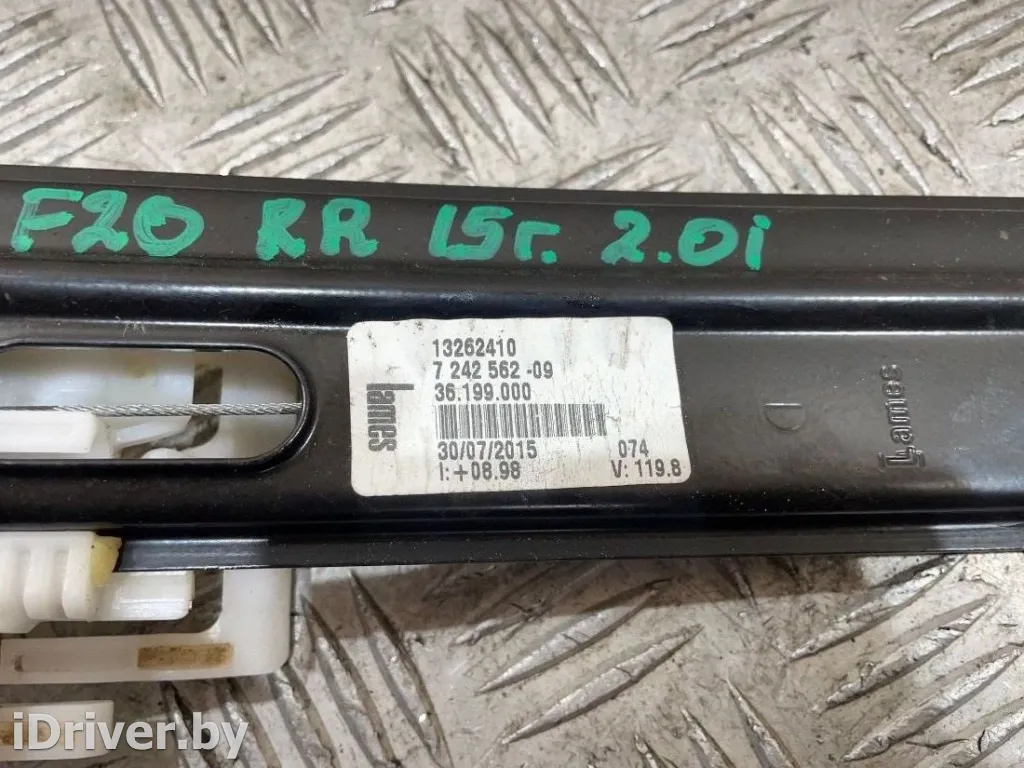 F20 RR 15г. 2.0i
13262410
7 242 562 -09
36.199.000
Lames
30/07/2015 074
I:+08.98 V: 119.8
D
Lames
iDriver.by